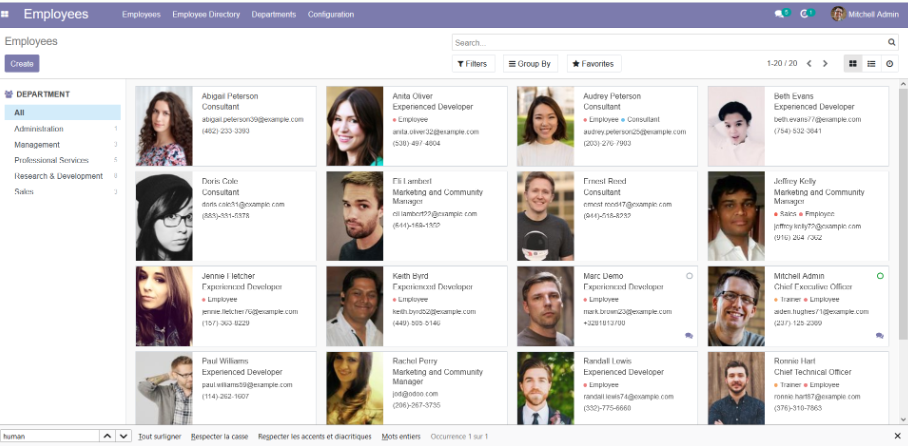 Employees Employees Employee Directory Departments Configuration 5 Mitchell Admin
Employees
Search...
Create
Filters Group By Favorites 1-20 / 20
DEPARTMENT
All
Administration 1
Management 3
Professional Services 5
Research & Development 8
Sales 3
Abigail Peterson
Consultant
abigail.peterson39@example.com
(482)-233-3393
Anita Oliver
Experienced Developer
Employee
anita.oliver32@example.com
(538)-497-4804
Audrey Peterson
Consultant
Employee Consultant
audrey.peterson25@example.com
(203)-276-7903
Beth Evans
Experienced Developer
beth.evans77@example.com
(754)-532-3841
Doris Cole
Consultant
doris.cole31@example.com
(883)-331-5378
Eli Lambert
Marketing and Community
Manager
eli.lambert22@example.com
(644)-169-1352
Ernest Reed
Consultant
ernest.reed47@example.com
(944)-518-8232
Jeffrey Kelly
Marketing and Community
Manager
Sales Employee
jeffrey.kelly72@example.com
(916)-264-7362
Jennie Fletcher
Experienced Developer
Employee
jennie.fletcher76@example.com
(157)-363-8229
Keith Byrd
Experienced Developer
Employee
keith.byrd52@example.com
(449)-505-5146
Marc Demo
Experienced Developer
Employee
mark.brown23@example.com
+3281813700
Mitchell Admin
Chief Executive Officer
Trainer Employee
aiden.hughes71@example.com
(237)-125-2389
Paul Williams
Experienced Developer
paul.williams59@example.com
(114)-262-1607
Rachel Perry
Marketing and Community
Manager
jod@odoo.com
(206)-267-3735
Randall Lewis
Experienced Developer
Employee
randall.lewis74@example.com
(332)-775-6660
Ronnie Hart
Chief Technical Officer
Trainer Employee
ronnie.hart87@example.com
(376)-310-7863
human Tout surligner Respecter la casse Respecter les accents et diacritiques Mots entiers Occurrence 1 sur 1